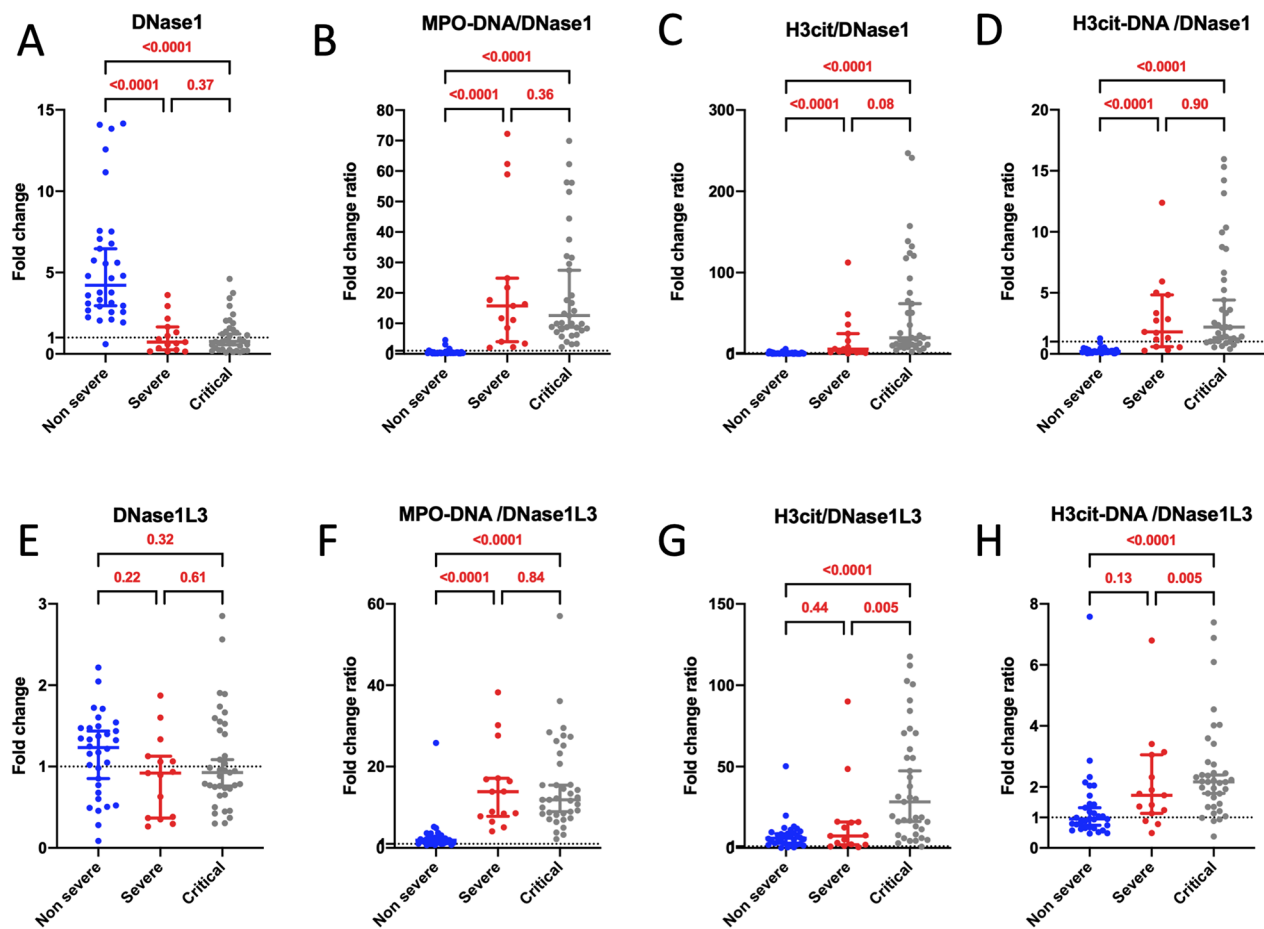 A
DNase1
<0.0001
<0.0001
0.37
Fold change
15
10
5
1
0
Non severe
Severe
Critical
B
MPO-DNA/DNase1
<0.0001
<0.0001
0.36
Fold change ratio
80
70
60
50
40
30
20
10
0
Non severe
Severe
Critical
C
H3cit/DNase1
<0.0001
<0.0001
0.08
Fold change ratio
300
200
100
0
Non severe
Severe
Critical
D
H3cit-DNA /DNase1
<0.0001
<0.0001
0.90
Fold change ratio
20
15
10
5
1
0
Non severe
Severe
Critical
E
DNase1L3
0.32
0.22
0.61
Fold change
3
2
1
0
Non severe
Severe
Critical
F
MPO-DNA /DNase1L3
<0.0001
<0.0001
0.84
Fold change ratio
60
40
20
0
Non severe
Severe
Critical
G
H3cit/DNase1L3
<0.0001
0.44
0.005
Fold change ratio
150
100
50
0
Non severe
Severe
Critical
H
H3cit-DNA /DNase1L3
<0.0001
0.13
0.005
Fold change ratio
8
6
4
2
1
0
Non severe
Severe
Critical